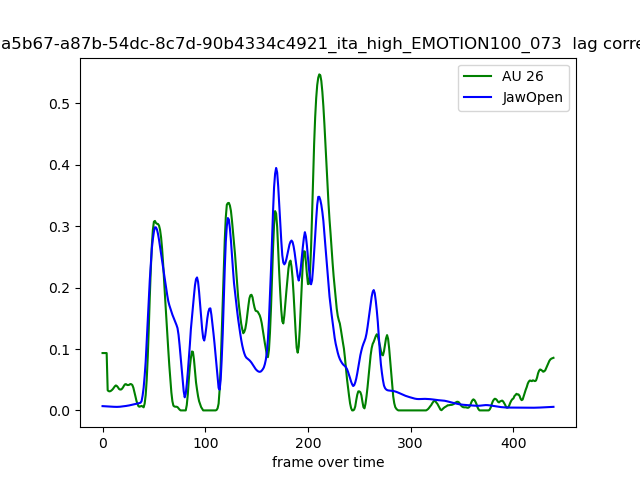 a5b67-a87b-54dc-8c7d-90b4334c4921_ita_high_EMOTION100_073 lag corre
AU 26
JawOpen
0.5
0.4
0.3
0.2
0.1
0.0
0 100 200 300 400
frame over time